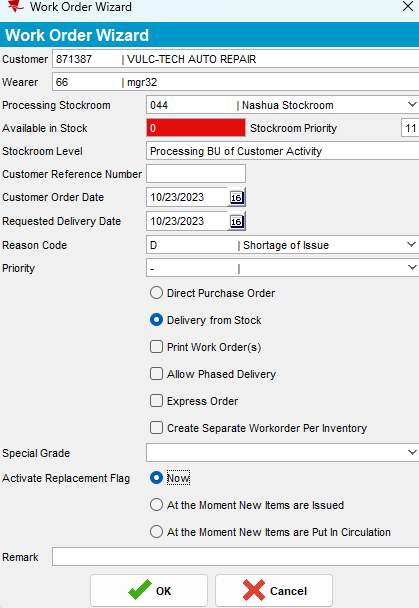 Work Order Wizard
Work Order Wizard
Customer 871387 | VULC-TECH AUTO REPAIR
Wearer 66 | mgr32
Processing Stockroom 044 | Nashua Stockroom
Available in Stock 0 Stockroom Priority 11
Stockroom Level Processing BU of Customer Activity
Customer Reference Number
Customer Order Date 10/23/2023 16
Requested Delivery Date 10/23/2023 16
Reason Code D | Shortage of Issue
Priority - |
Direct Purchase Order
Delivery from Stock
Print Work Order(s)
Allow Phased Delivery
Express Order
Create Separate Workorder Per Inventory
Special Grade
Activate Replacement Flag Now
At the Moment New Items are Issued
At the Moment New Items are Put In Circulation
Remark
OK Cancel